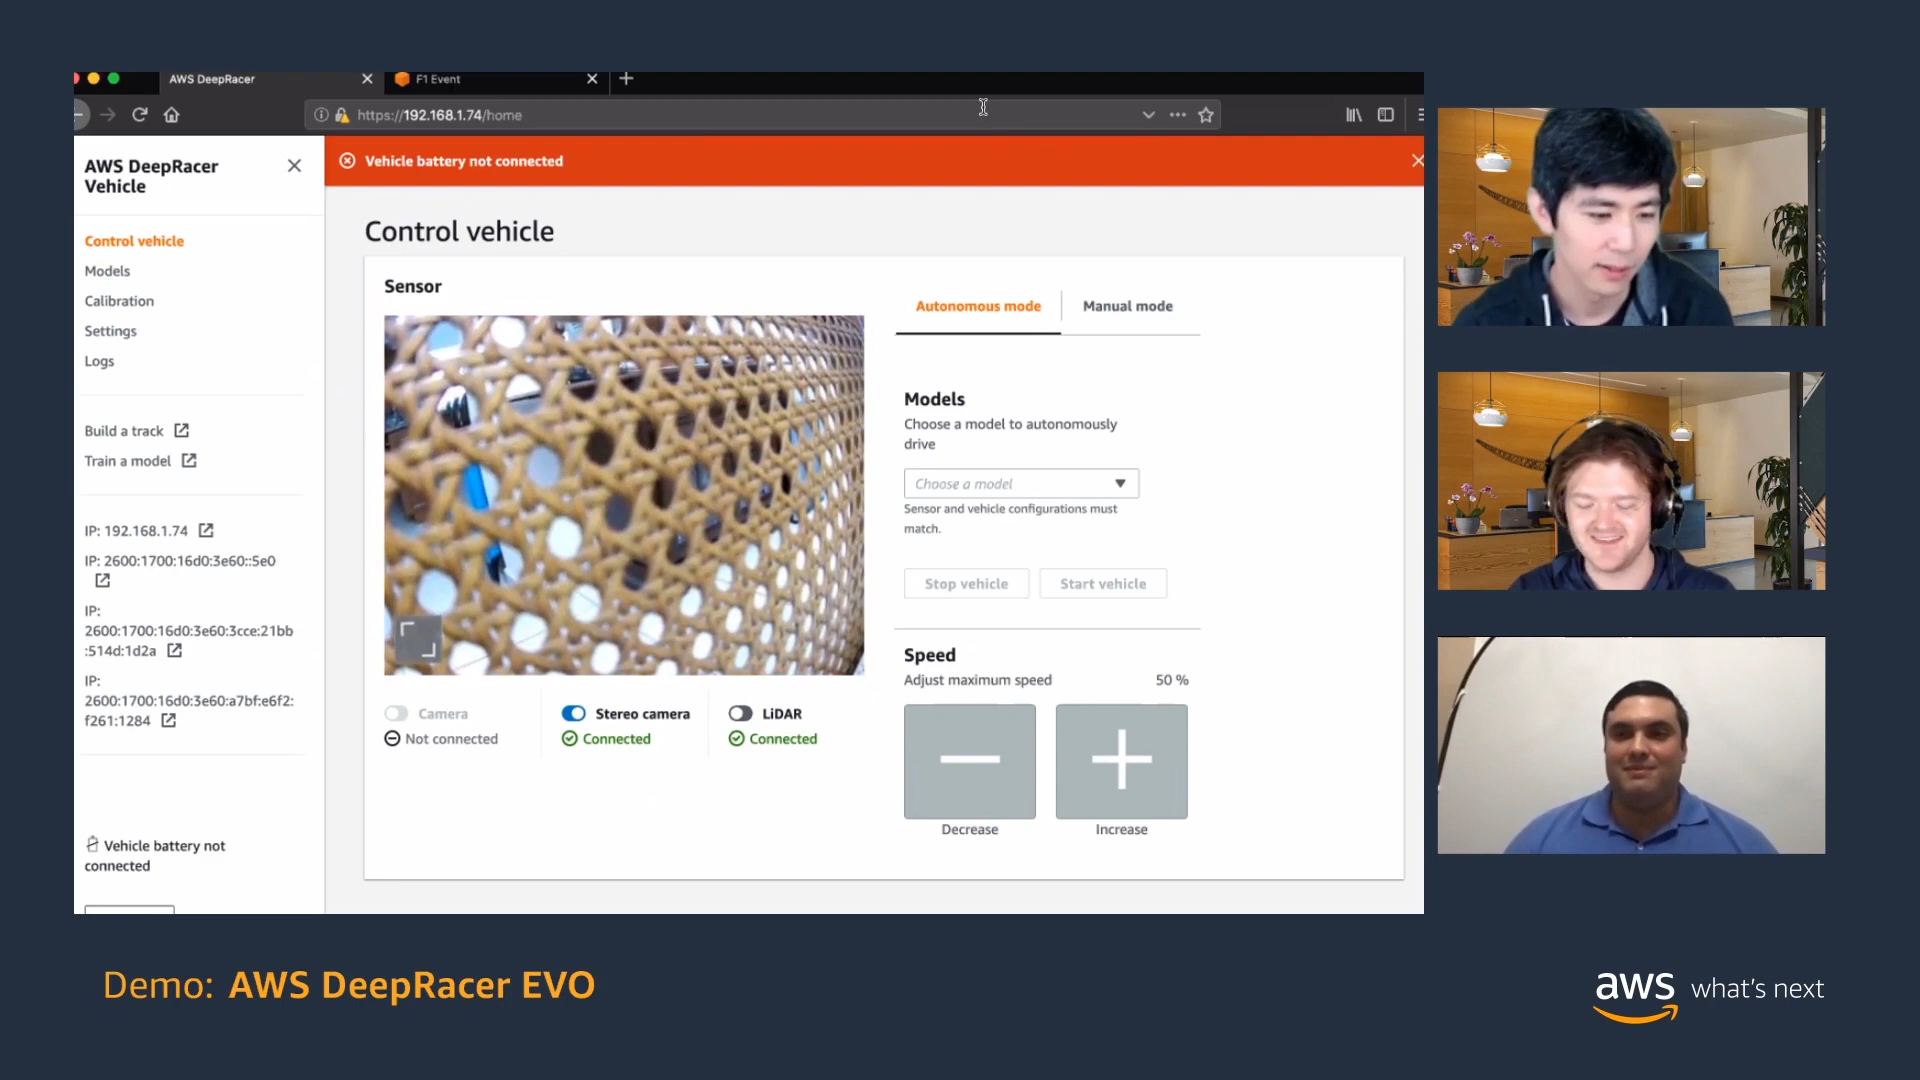 AWS DeepRacer
F1 Event
https://192.168.1.74/home
AWS DeepRacer
Vehicle
Vehicle battery not connected
Control vehicle
Models
Calibration
Settings
Logs
Build a track
Train a model
IP: 192.168.1.74
IP: 2600:1700:16d0:3e60::5e0
IP:
2600:1700:16d0:3e60:3cce:21bb
:514d:1d2a
IP:
2600:1700:16d0:3e60:a7bf:e6f2:
f261:1284
Vehicle battery not
connected
Control vehicle
Sensor
Camera
Not connected
Stereo camera
Connected
LiDAR
Connected
Autonomous mode
Manual mode
Models
Choose a model to autonomously
drive
Choose a model
Sensor and vehicle configurations must
match.
Stop vehicle
Start vehicle
Speed
Adjust maximum speed 50 %
Decrease
Increase
Demo: AWS DeepRacer EVO
aws what's next